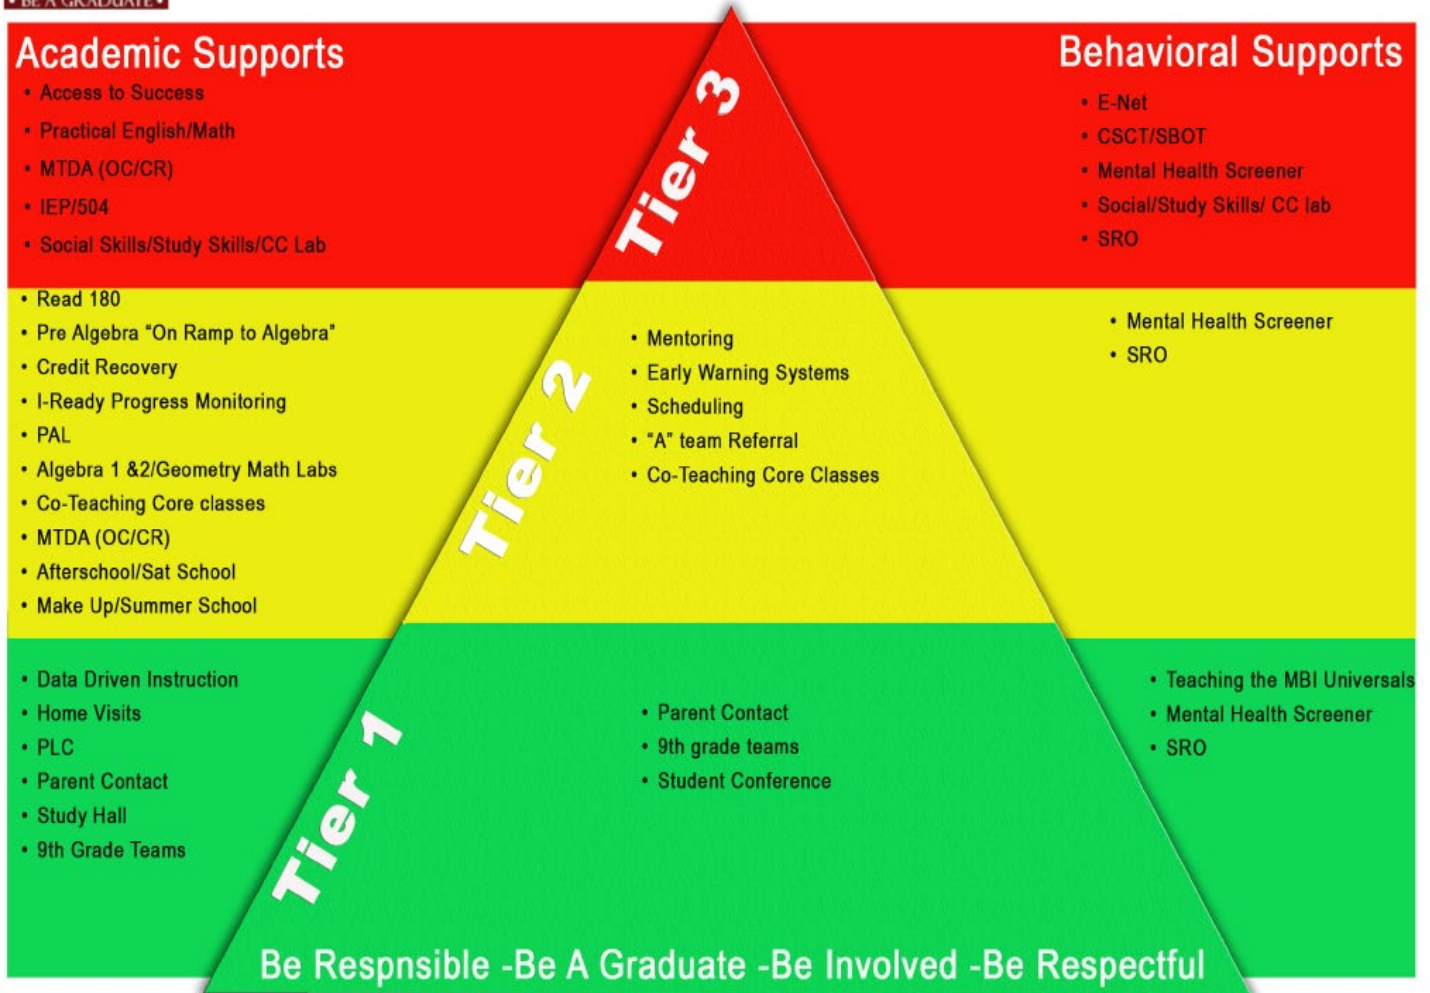 • BE A GRADUATE •
Academic Supports
• Access to Success
• Practical English/Math
• MTDA (OC/CR)
• IEP/504
• Social Skills/Study Skills/CC Lab
Tier 3
Behavioral Supports
• E-Net
• CSCT/SBOT
• Mental Health Screener
• Social/Study Skills/ CC lab
• SRO
• Read 180
• Pre Algebra “On Ramp to Algebra”
• Credit Recovery
• I-Ready Progress Monitoring
• PAL
• Algebra 1 &2/Geometry Math Labs
• Co-Teaching Core classes
• MTDA (OC/CR)
• Afterschool/Sat School
• Make Up/Summer School
Tier 2
• Mentoring
• Early Warning Systems
• Scheduling
• “A” team Referral
• Co-Teaching Core Classes
• Mental Health Screener
• SRO
• Data Driven Instruction
• Home Visits
• PLC
• Parent Contact
• Study Hall
• 9th Grade Teams
Tier 1
• Parent Contact
• 9th grade teams
• Student Conference
• Teaching the MBI Universals
• Mental Health Screener
• SRO
Be Respnsible -Be A Graduate -Be Involved -Be Respectful